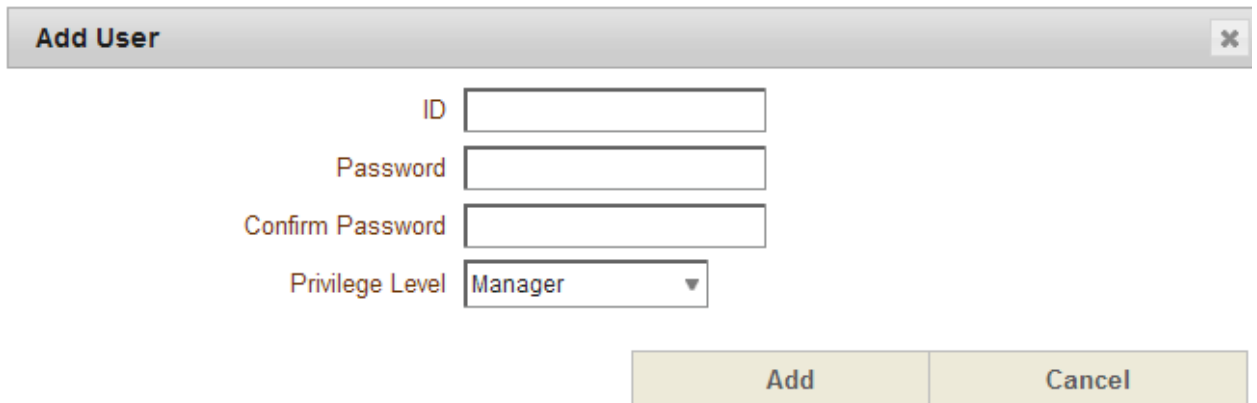 Add User
ID
Password
Confirm Password
Privilege Level Manager
Add Cancel